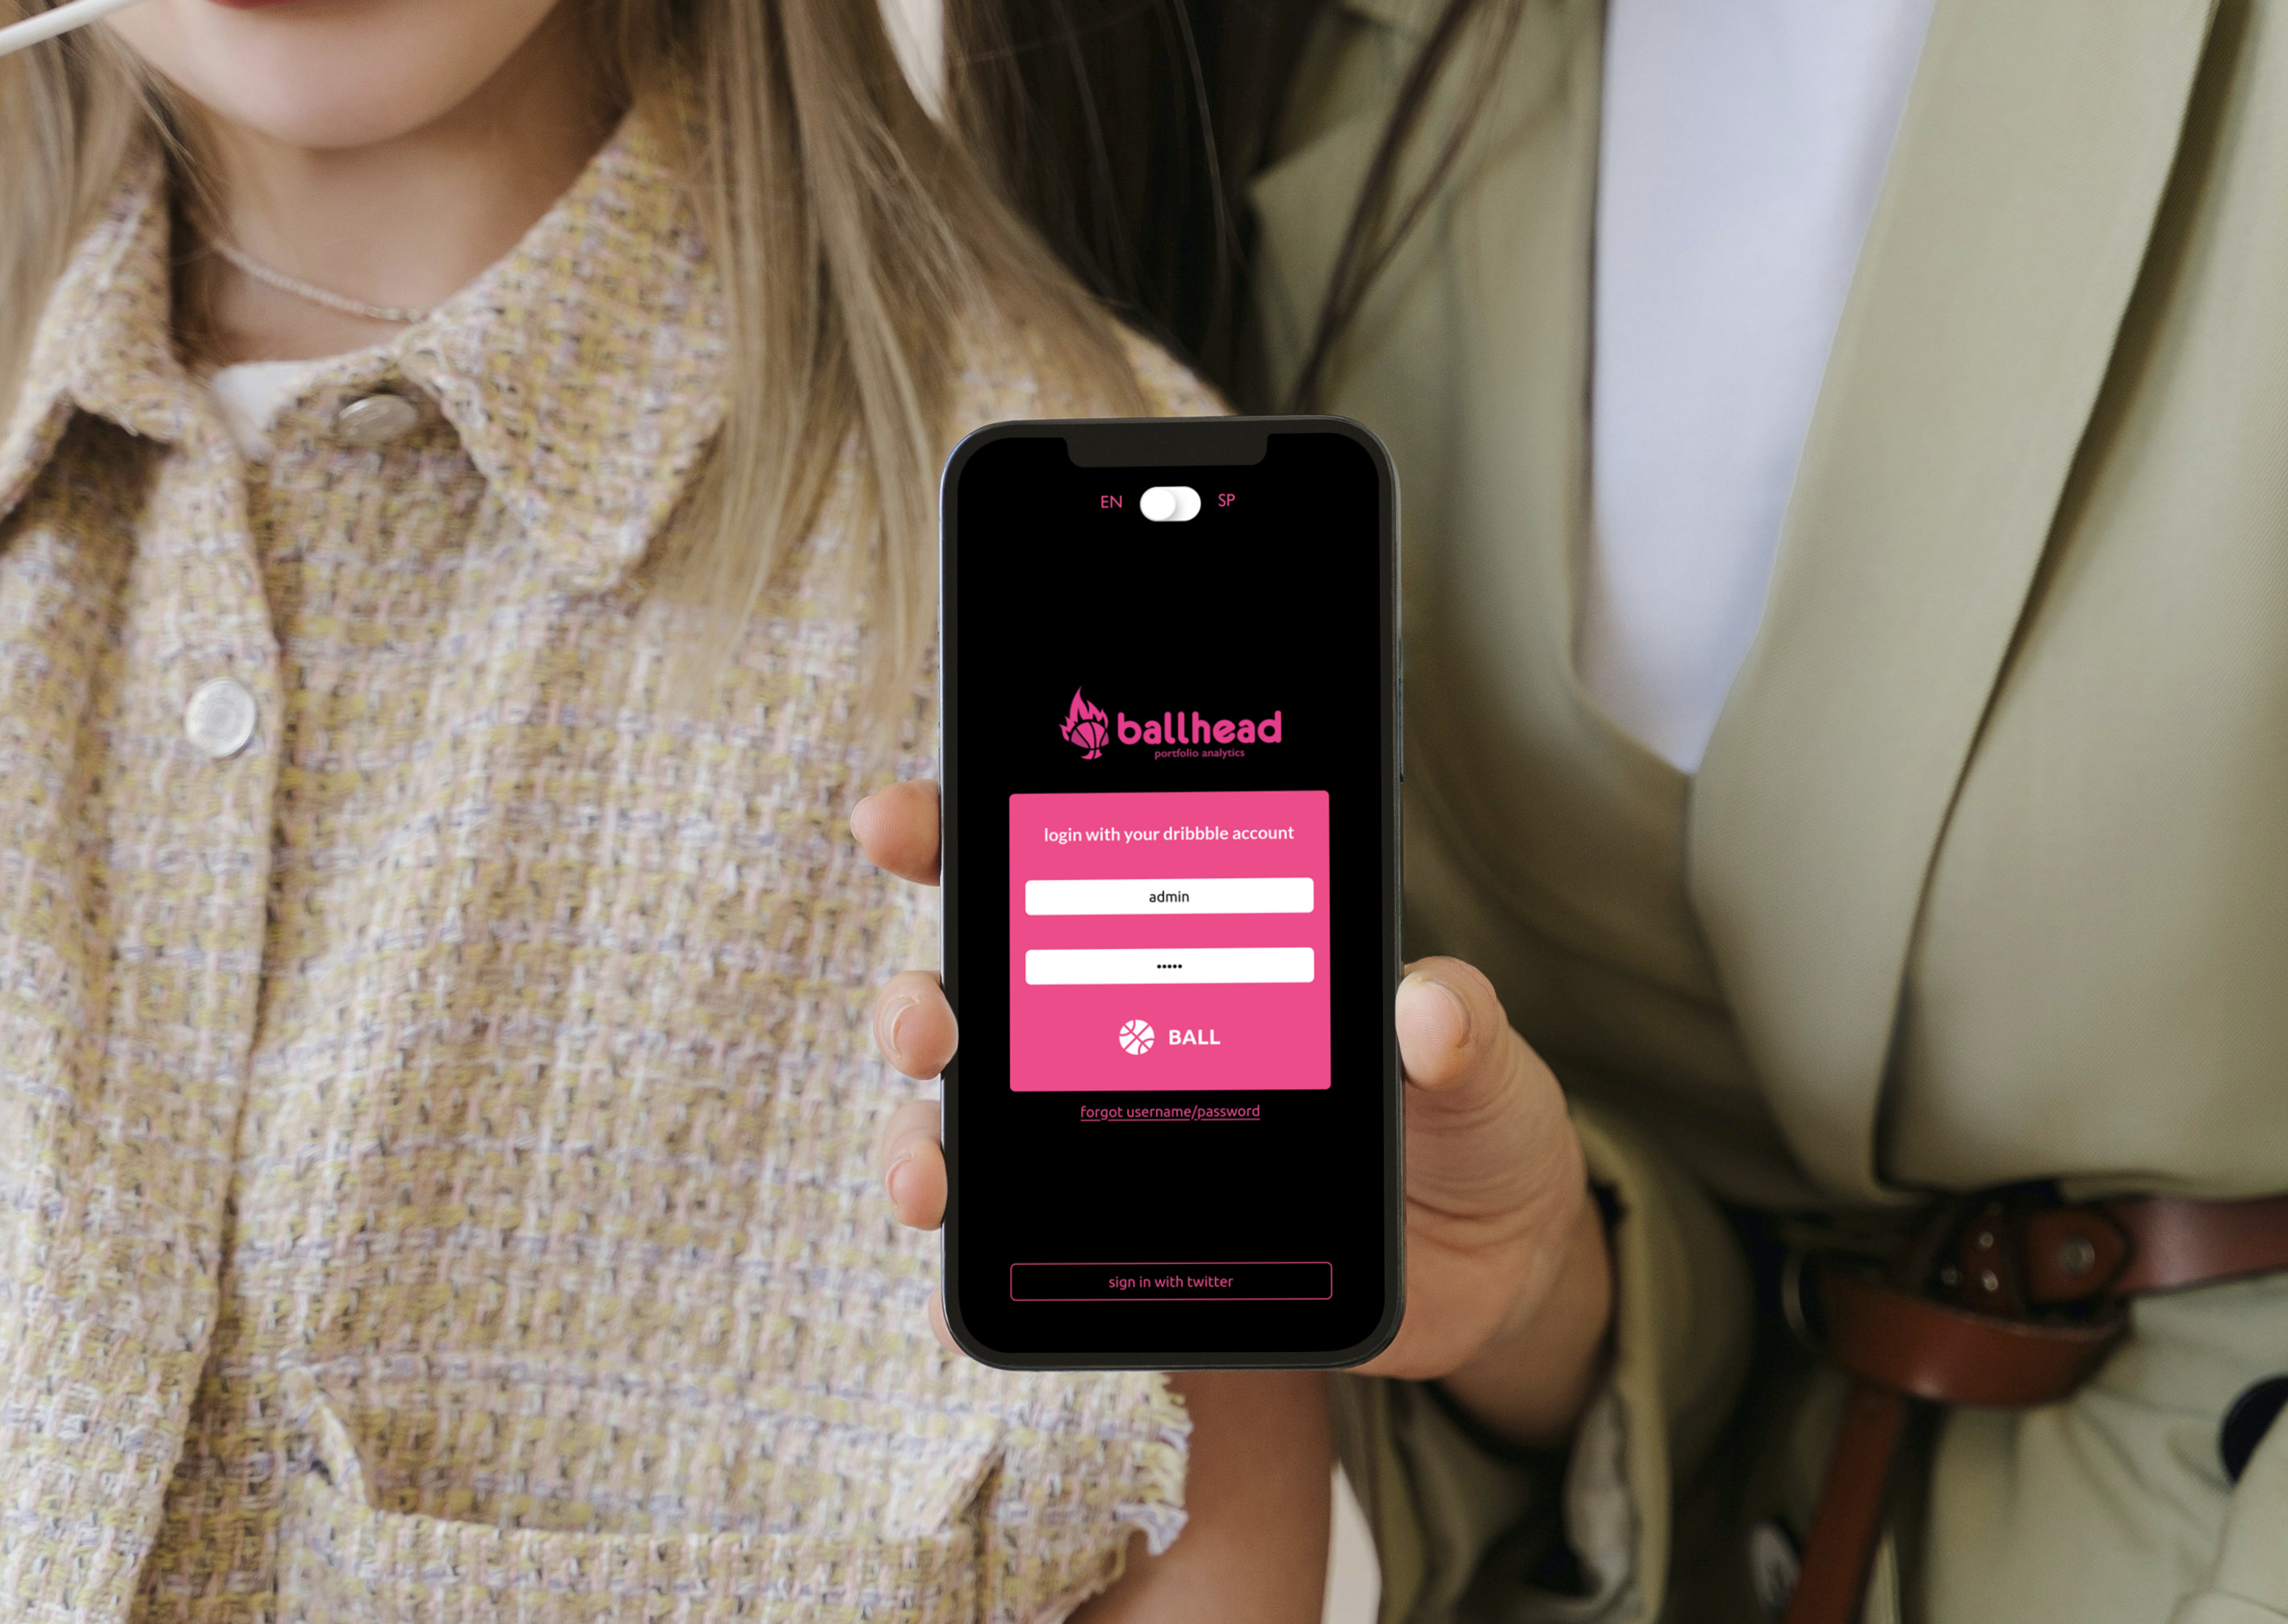 EN SP
ballhead
portfolio analytics
login with your dribbble account
admin
•••••
BALL
forgot username/password
sign in with twitter